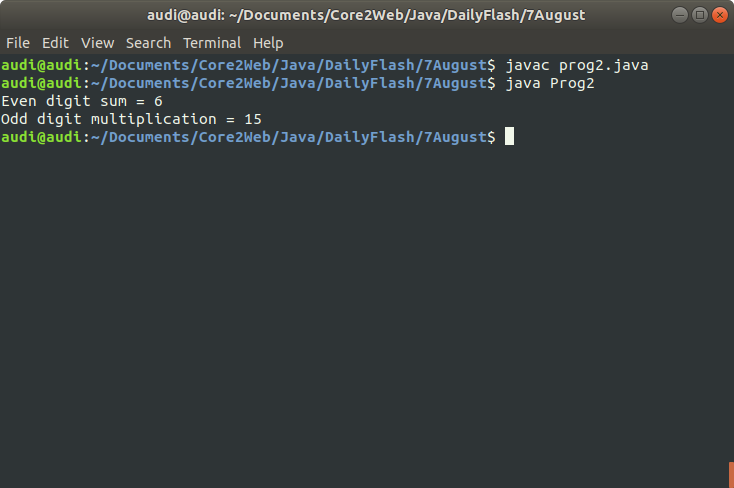 audi@audi: ~/Documents/Core2Web/Java/DailyFlash/7August
File Edit View Search Terminal Help
audi@audi:~/Documents/Core2Web/Java/DailyFlash/7August$ javac prog2.java
audi@audi:~/Documents/Core2Web/Java/DailyFlash/7August$ java Prog2
Even digit sum = 6
Odd digit multiplication = 15
audi@audi:~/Documents/Core2Web/Java/DailyFlash/7August$